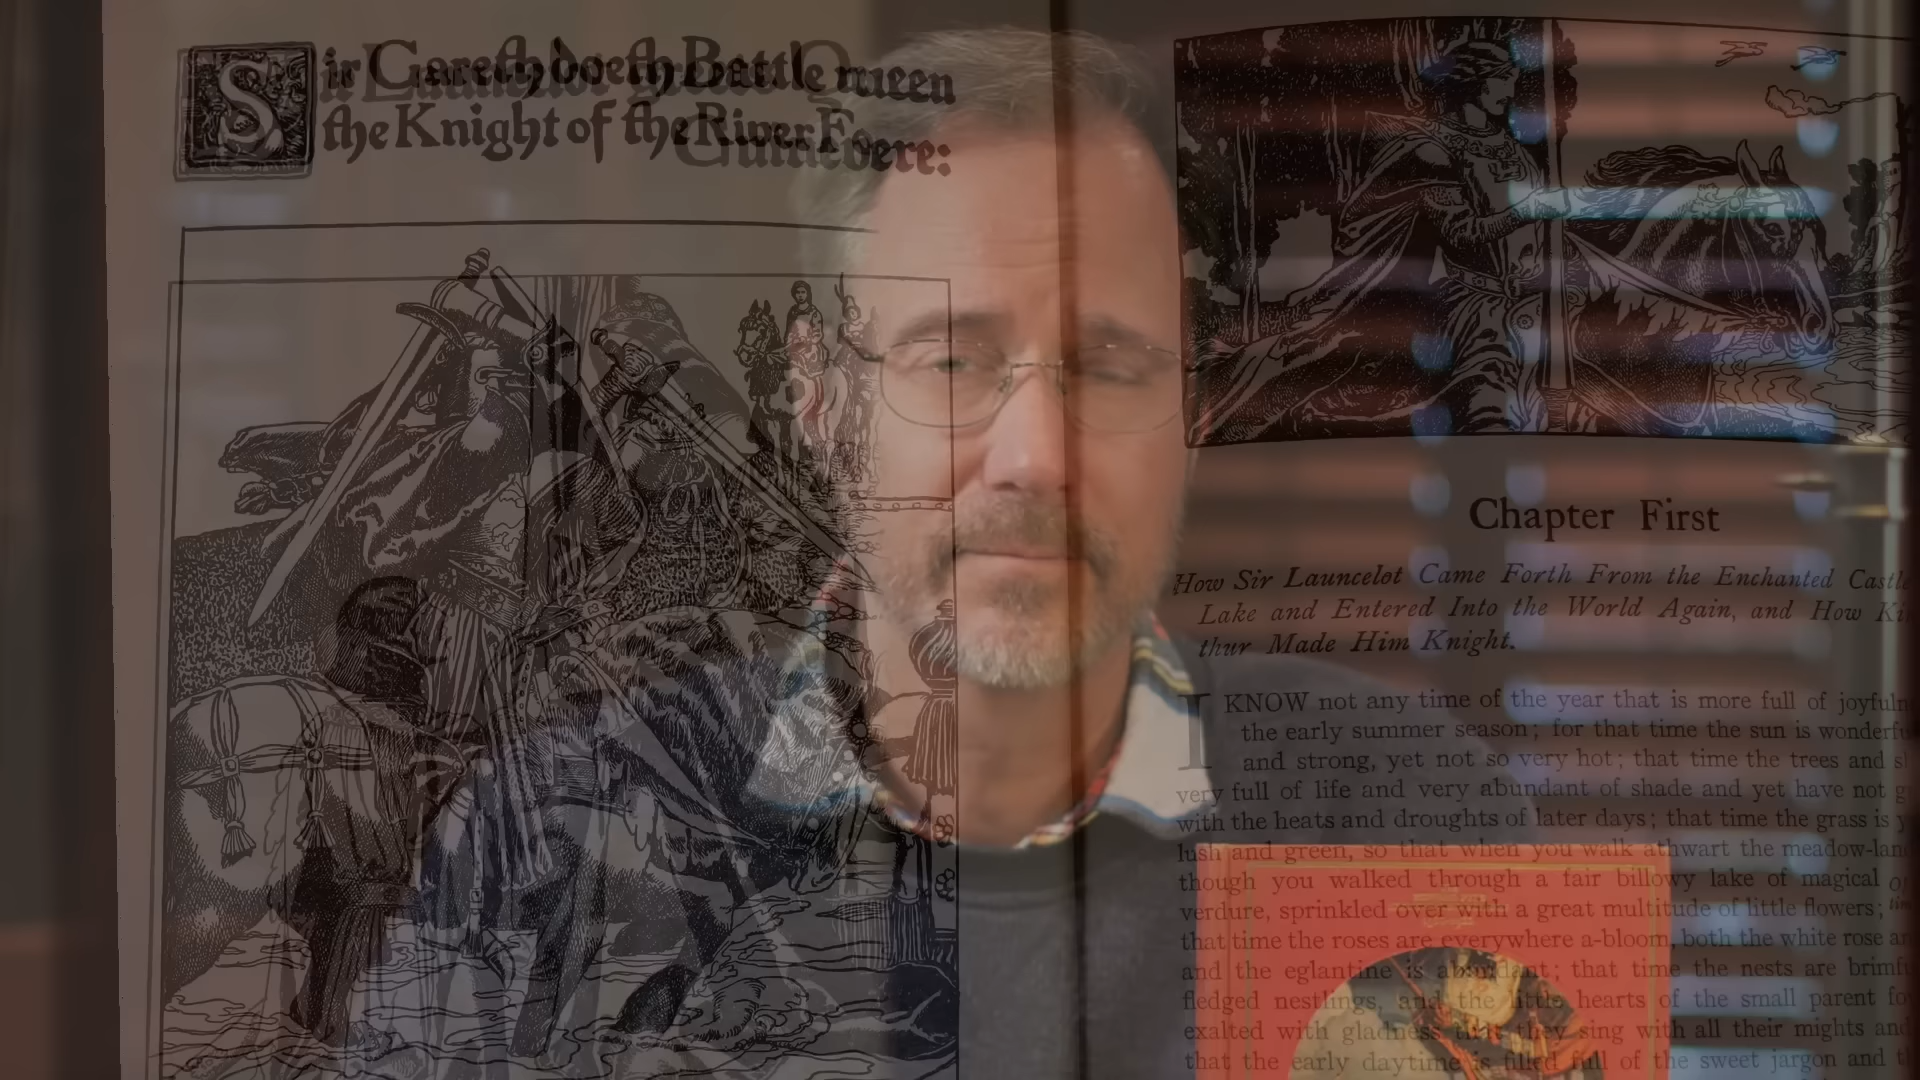 Sir Gareth doeth Battle Queen
the Knight of the River Guinevere:
Chapter First
How Sir Launcelot Came Forth From the Enchanted Castle
Lake and Entered Into the World Again, and How
thur Made Him Knight.
I KNOW not any time of the year that is more full of
the early summer season; for that time the sun is
and strong, yet not so very hot; that time the trees and
very full of life and very abundant of shade and yet have not
with the heats and droughts of later days; that time the grass is
lush and green, so that when you walk athwart the
though you walked through a fair billowy lake of magical
verdure, sprinkled over with a great multitude of little flowers;
that time the roses are everywhere a-bloom, both the white rose
and the eglantine is abundant; that time the nests are
fledged nestlings, and the little hearts of the small parent
exalted with gladness that they sing with all their mights and
that the early daytime is filled full of the sweet jargon and